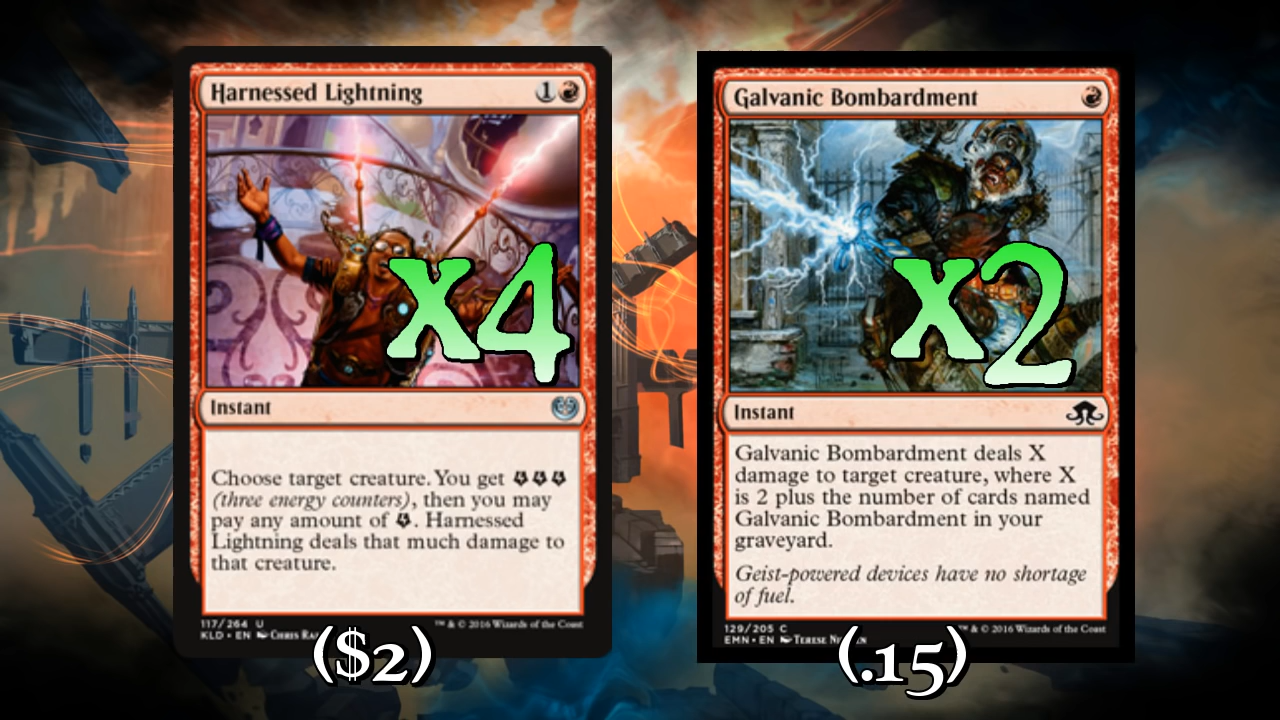 Harnessed Lightning 1
X4
Instant
Choose target creature. You get
(three energy counters), then you may
pay any amount of . Harnessed
Lightning deals that much damage to
that creature.
117/264 U
™ & © 2016 Wizards of the Coast
KLD • EN Chris
($2)
Galvanic Bombardment
X2
Instant
Galvanic Bombardment deals X
damage to target creature, where X
is 2 plus the number of cards named
Galvanic Bombardment in your
graveyard.
Geist-powered devices have no shortage
of fuel.
129/205 C
™ & © 2016 Wizards of the Coast
EMN • EN Terese
(.15)